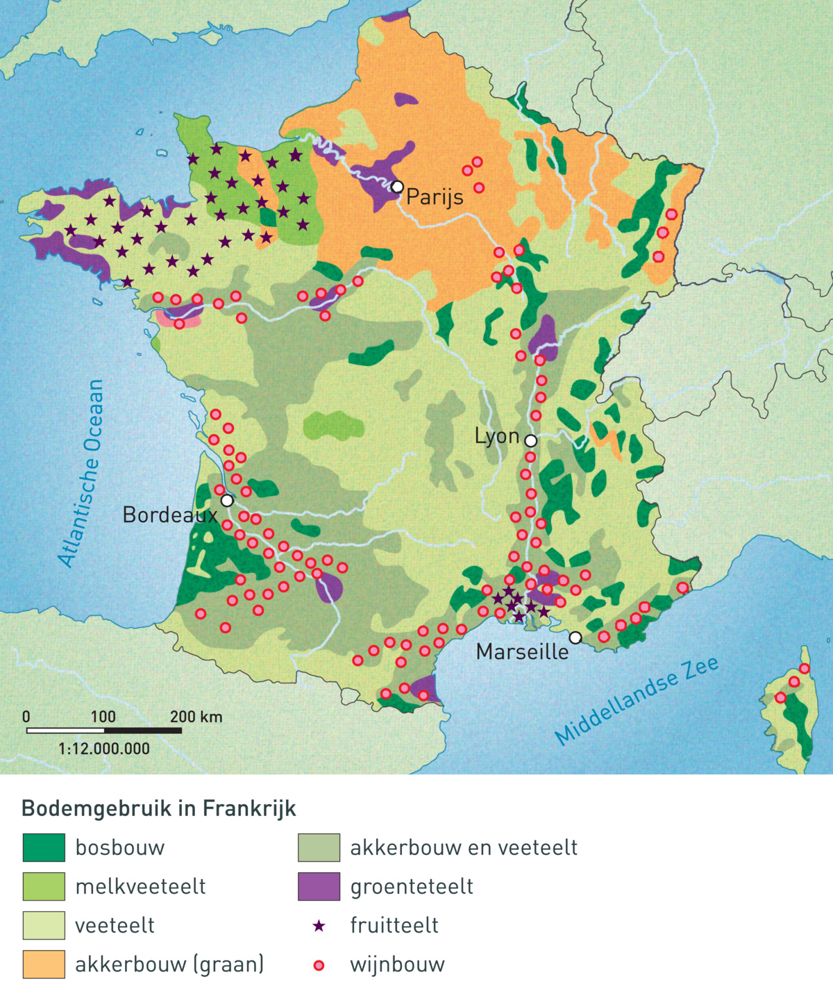 Parijs
Lyon
Bordeaux
Atlantische Oceaan
Marseille
Middellandse Zee
0 100 200 km
1:12.000.000
Bodemgebruik in Frankrijk
bosbouw
melkveeteelt
veeteelt
akkerbouw (graan)
akkerbouw en veeteelt
groenteteelt
fruitteelt
wijnbouw